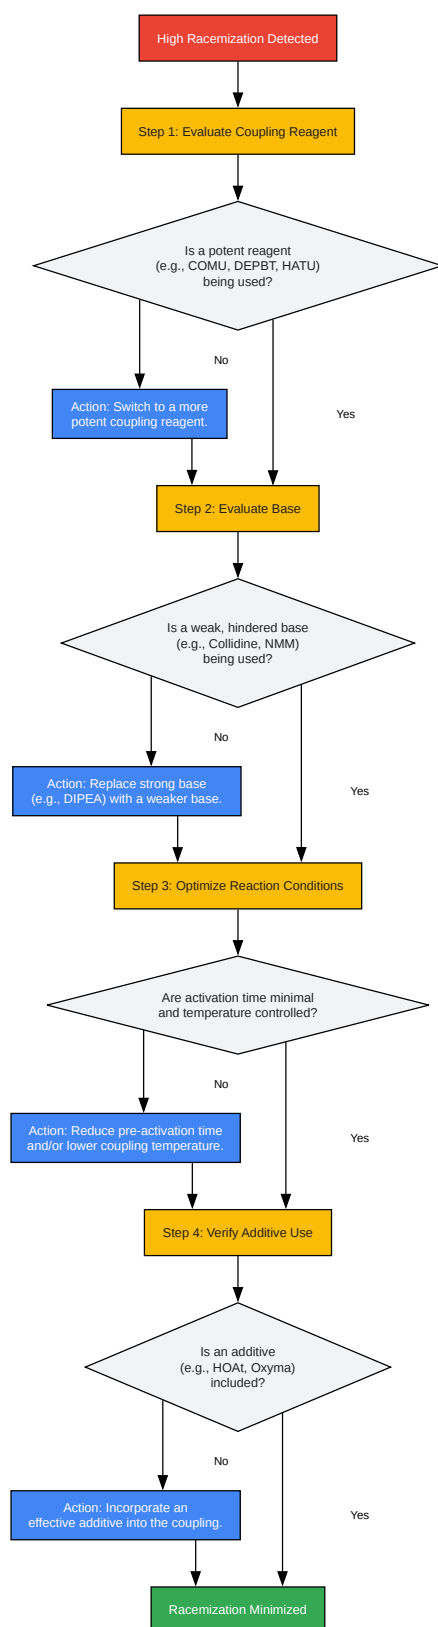 High Racemization Detected
Step 1: Evaluate Coupling Reagent
Is a potent reagent
(e.g., COMU, DEPBT, HATU)
being used?
No
Action: Switch to a more
potent coupling reagent.
Yes
Step 2: Evaluate Base
Is a weak, hindered base
(e.g., Collidine, NMM)
being used?
No
Action: Replace strong base
(e.g., DIPEA) with a weaker base.
Yes
Step 3: Optimize Reaction Conditions
Are activation time minimal
and temperature controlled?
No
Action: Reduce pre-activation time
and/or lower coupling temperature.
Yes
Step 4: Verify Additive Use
Is an additive
(e.g., HOAt, Oxyma)
included?
No
Action: Incorporate an
effective additive into the coupling.
Yes
Racemization Minimized